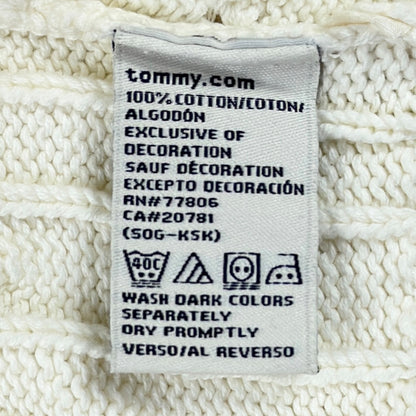 tommy.com
100% COTTON/COTON/
ALGODÓN
EXCLUSIVE OF
DECORATION
SAUF DÉCORATION
EXCEPTO DECORACIÓN
RN#77806
CA#20781
(SOG-KSK)
40C
WASH DARK COLORS
SEPARATELY
DRY PROMPTLY
VERSO/AL REVERSO